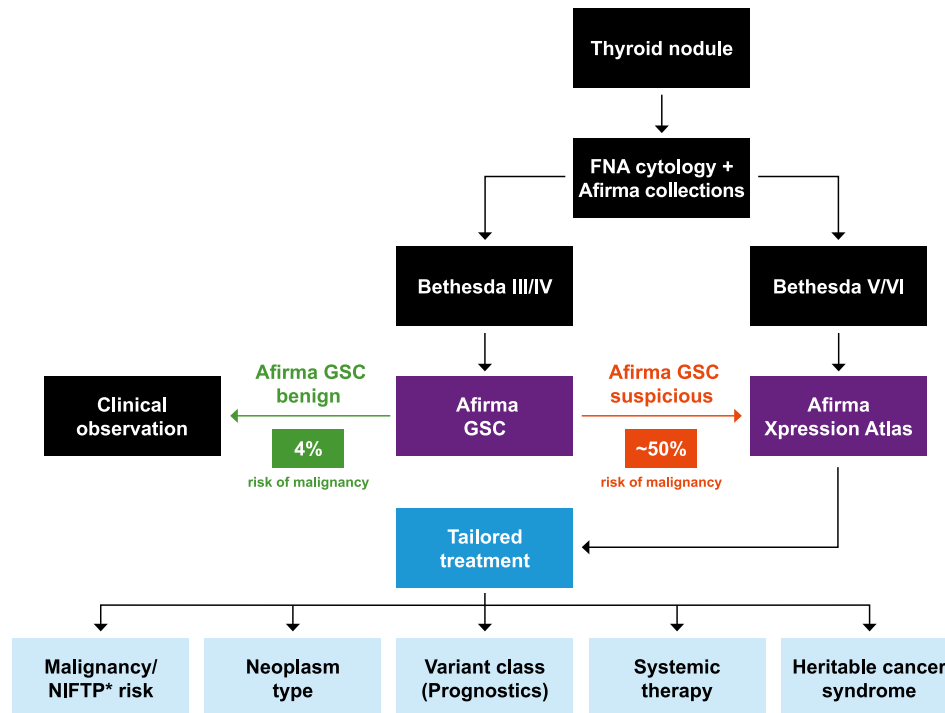 Thyroid nodule
FNA cytology +
Afirma collections
Bethesda III/IV
Bethesda V/VI
Clinical
observation
Afirma GSC
benign
4%
risk of malignancy
Afirma
GSC
Afirma GSC
suspicious
~50%
risk of malignancy
Afirma
Xpression Atlas
Tailored
treatment
Malignancy/
NIFTP* risk
Neoplasm
type
Variant class
(Prognostics)
Systemic
therapy
Heritable cancer
syndrome